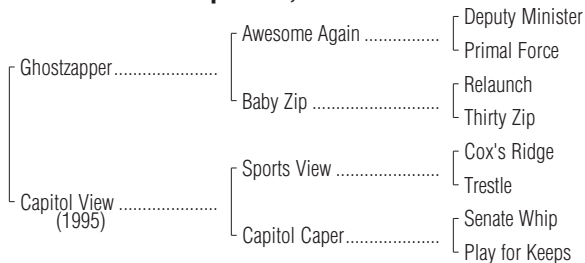 Deputy Minister
Awesome Again ................
Primal Force
Ghostzapper......................
Relaunch
Baby Zip ...........................
Thirty Zip
Cox's Ridge
Sports View ......................
Trestle
Capitol View .....................
(1995)
Senate Whip
Capitol Caper....................
Play for Keeps